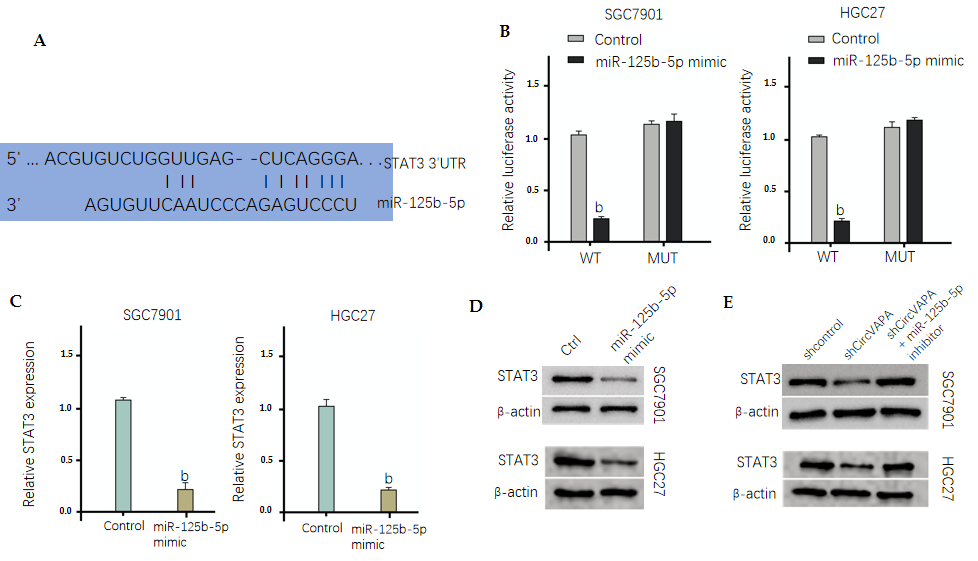 A
5' ... ACGUGUCUGGUUGAG- -CUCAGGGA. . . STAT3 3'UTR
3' AGUGUUCAAUCCCAGAGUCCCU miR-125b-5p
B
SGC7901
Control
miR-125b-5p mimic
Relative luciferase activity
1.5
1.0
0.5
0.0
b
WT MUT
HGC27
Control
miR-125b-5p mimic
Relative luciferase activity
1.5
1.0
0.5
0.0
b
WT MUT
C
SGC7901
Relative STAT3 expression
1.5
1.0
0.5
0.0
b
Control miR-125b-5p
mimic
HGC27
Relative STAT3 expression
1.5
1.0
0.5
0.0
b
Control miR-125b-5p
mimic
D
Ctrl
miR-125b-5p
mimic
STAT3
β-actin
SGC7901
STAT3
β-actin
HGC27
E
shcontrol
shCircVAPA
shCircVAPA
+ miR-125b-5p
inhibitor
STAT3
β-actin
SGC7901
STAT3
β-actin
HGC27